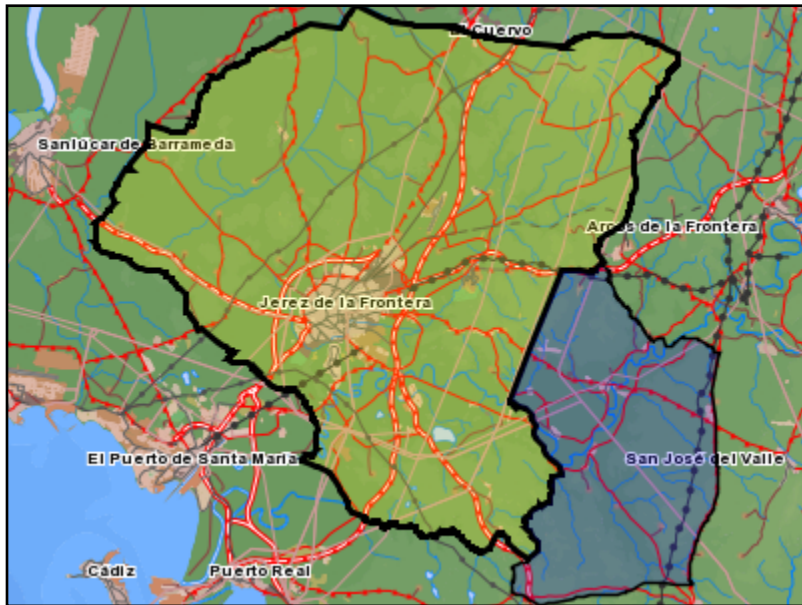 El Cuervo
Sanlúcar de Barrameda
Arcos de la Frontera
Jerez de la Frontera
El Puerto de Santa María
San José del Valle
Cádiz
Puerto Real